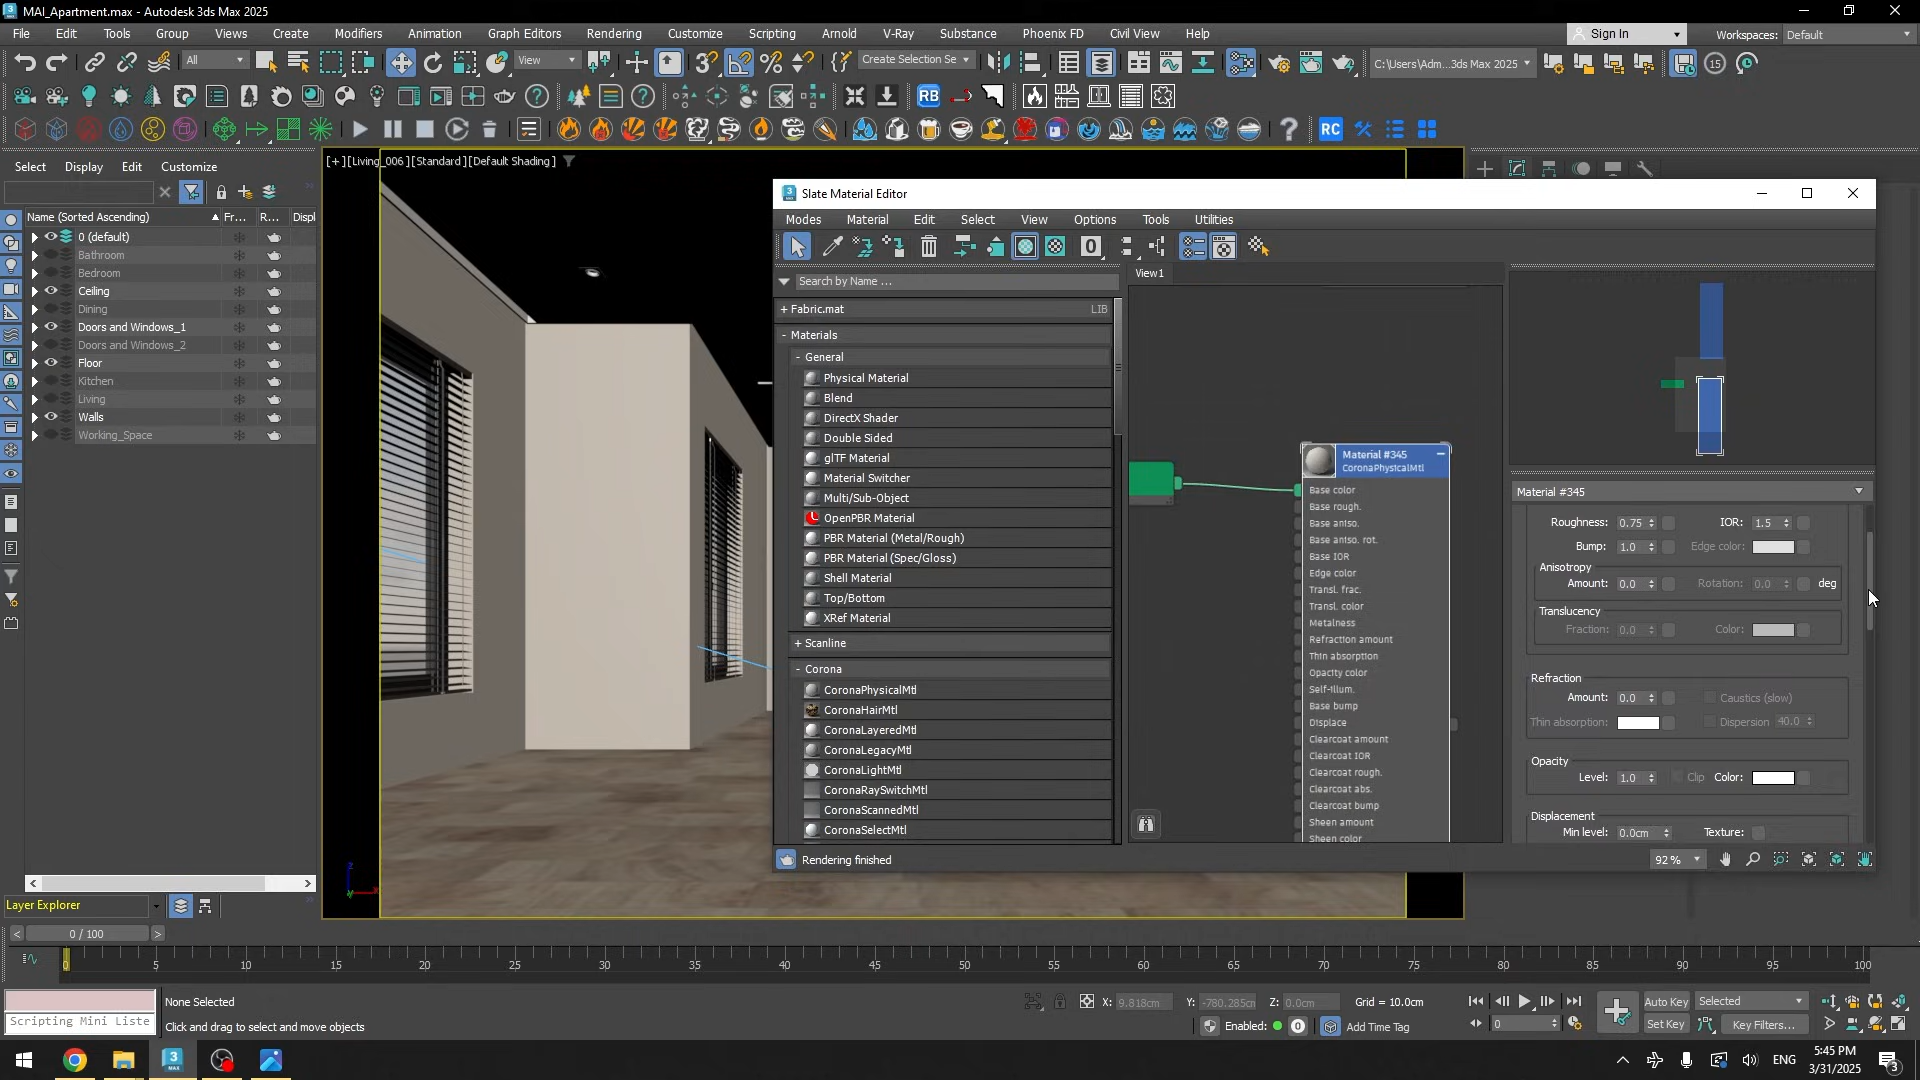 MAI_Apartment.max - Autodesk 3ds Max 2025
File Edit Tools Group Views Create Modifiers Animation Graph Editors Rendering Customize Scripting Arnold V-Ray Substance Phoenix FD Civil View Help
Sign In
Workspaces: Default
All
View
Create Selection Se
C:\Users\Adm...3ds Max 2025
15
RB
RC
Select Display Edit Customize
[+][Living_006][Standard][Default Shading]
Name (Sorted Ascending) Fr... R... Displ
0 (default)
Bathroom
Bedroom
Ceiling
Dining
Doors and Windows_1
Doors and Windows_2
Floor
Kitchen
Living
Walls
Working_Space
Layer Explorer
Slate Material Editor
Modes Material Edit Select View Options Tools Utilities
Search by Name ...
+ Fabric.mat LIB
- Materials
- General
Physical Material
Blend
DirectX Shader
Double Sided
glTF Material
Material Switcher
Multi/Sub-Object
OpenPBR Material
PBR Material (Metal/Rough)
PBR Material (Spec/Gloss)
Shell Material
Top/Bottom
XRef Material
+ Scanline
- Corona
CoronaPhysicalMtl
CoronaHairMtl
CoronaLayeredMtl
CoronaLegacyMtl
CoronaLightMtl
CoronaRaySwitchMtl
CoronaScannedMtl
CoronaSelectMtl
Rendering finished
View1
Material #345
CoronaPhysicalMtl
Base color
Base rough.
Base aniso.
Base aniso. rot.
Base IOR
Edge color
Transl. frac.
Transl. color
Metalness
Refraction amount
Thin absorption
Opacity color
Self-illum.
Base bump
Displace
Clearcoat amount
Clearcoat IOR
Clearcoat rough.
Clearcoat abs.
Clearcoat bump
Sheen amount
Sheen color
Material #345
Roughness: 0.75 IOR: 1.5
Bump: 1.0 Edge color:
Anisotropy
Amount: 0.0 Rotation: 0.0 deg
Translucency
Fraction: 0.0 Color:
Refraction
Amount: 0.0 Caustics (slow)
Thin absorption: Dispersion 40.0
Opacity
Level: 1.0 Clip Color:
Displacement
Min level: 0.0cm Texture:
92 %
0 / 100
0 5 10 15 20 25 30 35 40 45 50 55 60 65 70 75 80 85 90 95 100
None Selected
Click and drag to select and move objects
Scripting Mini Liste
X: 9.818cm Y: -780.285cm Z: 0.0cm Grid = 10.0cm
Enabled: 0 Add Time Tag
0
Auto Key Selected
Set Key Key Filters...
ENG
5:45 PM
3/31/2025
3